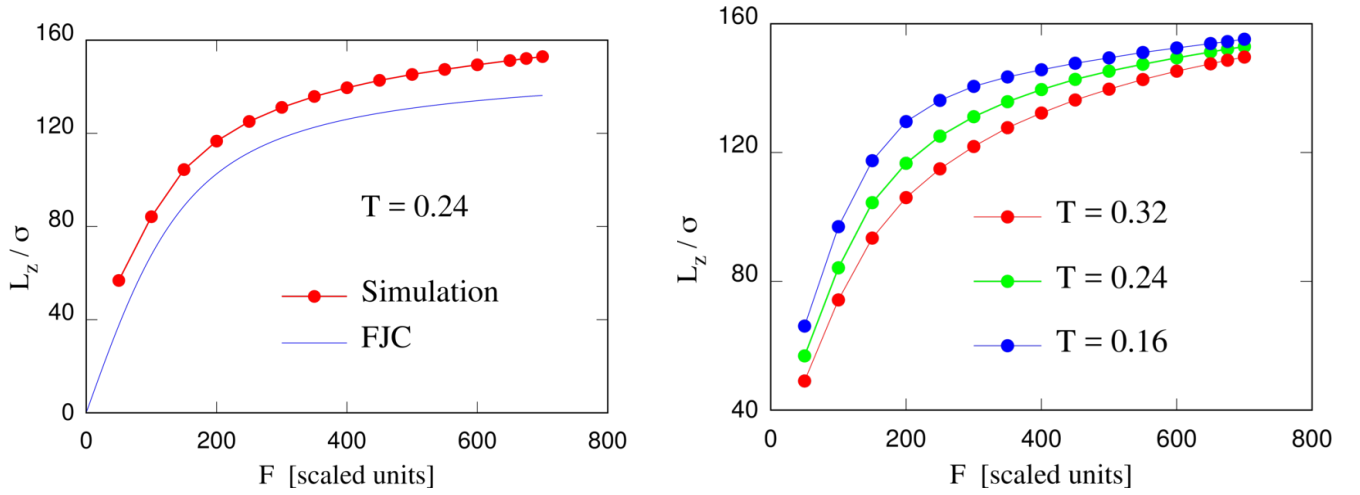 160
120
80
40
0
L_z / σ
T = 0.24
Simulation
FJC
0 200 400 600 800
F [scaled units]
160
120
80
40
L_z / σ
T = 0.32
T = 0.24
T = 0.16
0 200 400 600 800
F [scaled units]